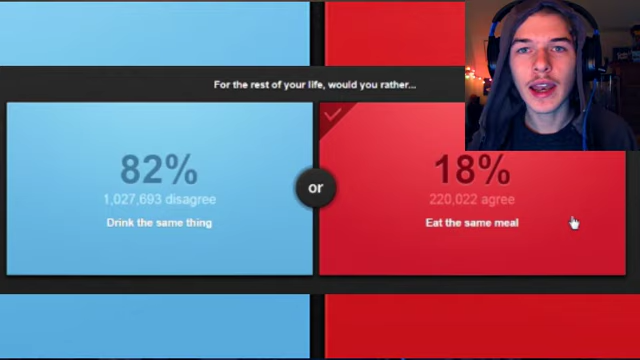 For the rest of your life, would you rather...
82%
1,027,693 disagree
Drink the same thing
or
18%
220,022 agree
Eat the same meal